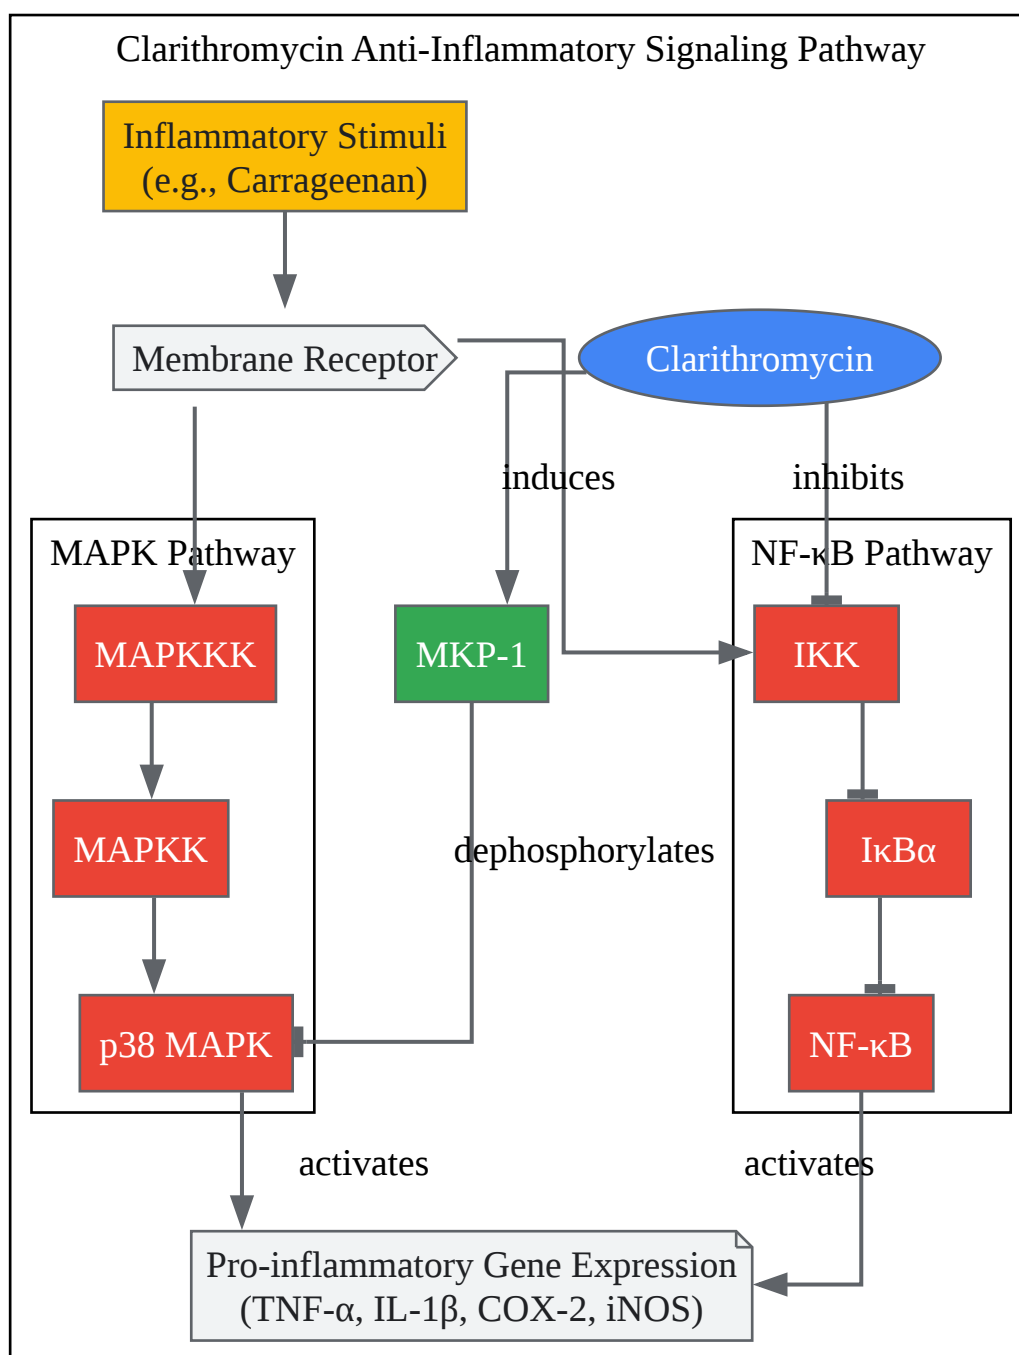 Clarithromycin Anti-Inflammatory Signaling Pathway
Inflammatory Stimuli
(e.g., Carrageenan)
Membrane Receptor
Clarithromycin
induces
inhibits
MAPK Pathway
NF-κB Pathway
MAPKKK
MKP-1
IKK
MAPKK
dephosphorylates
IκBα
p38 MAPK
NF-κB
activates
activates
Pro-inflammatory Gene Expression
(TNF-α, IL-1β, COX-2, iNOS)